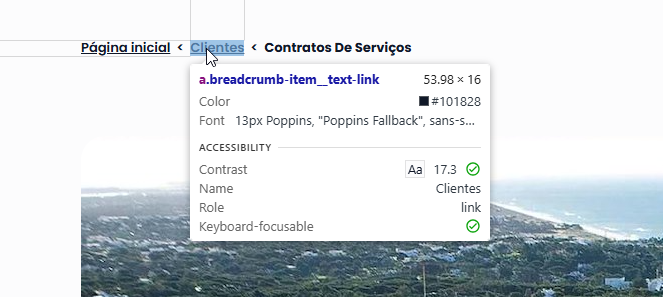 Página inicial < Clientes < Contratos De Serviços
a.breadcrumb-item__text-link 53.98 × 16
Color #101828
Font 13px Poppins, "Poppins Fallback", sans-s...
ACCESSIBILITY
Contrast Aa 17.3
Name Clientes
Role link
Keyboard-focusable